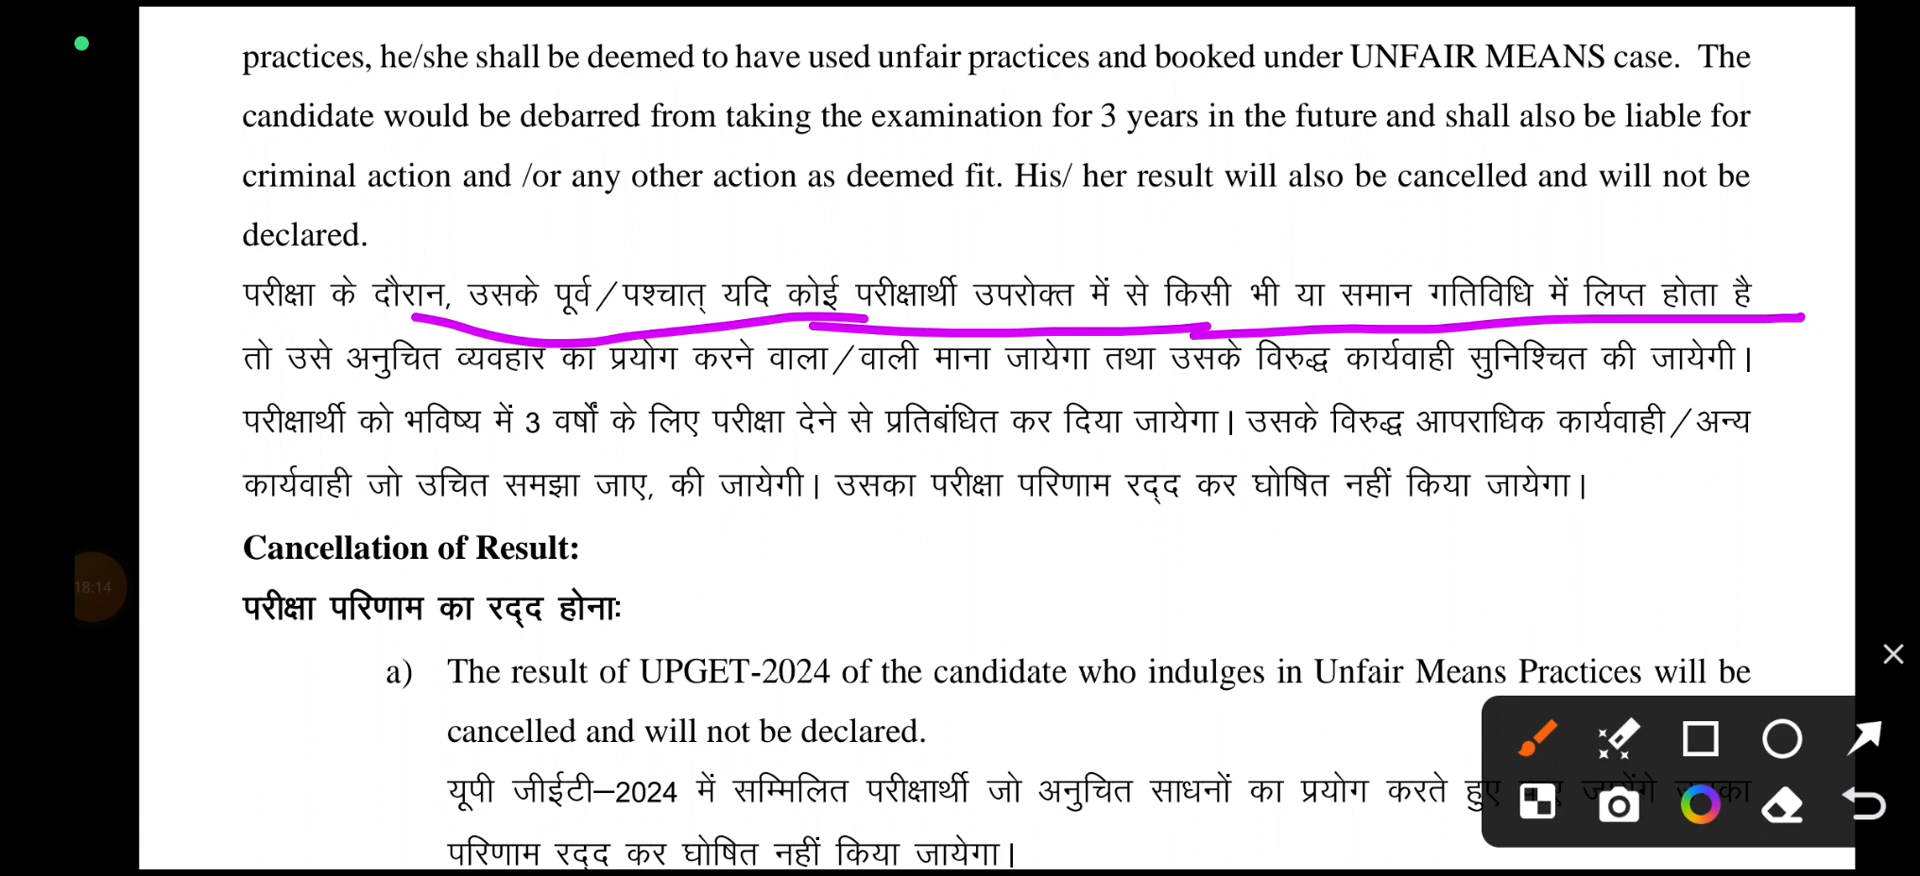 practices, he/she shall be deemed to have used unfair practices and booked under UNFAIR MEANS case. The
candidate would be debarred from taking the examination for 3 years in the future and shall also be liable for
criminal action and /or any other action as deemed fit. His/ her result will also be cancelled and will not be
declared.
परीक्षा के दौरान, उसके पूर्व/पश्चात् यदि कोई परीक्षार्थी उपरोक्त में से किसी भी या समान गतिविधि में लिप्त होता है
तो उसे अनुचित व्यवहार का प्रयोग करने वाला/वाली माना जायेगा तथा उसके विरुद्ध कार्यवाही सुनिश्चित की जायेगी।
परीक्षार्थी को भविष्य में 3 वर्षों के लिए परीक्षा देने से प्रतिबंधित कर दिया जायेगा। उसके विरुद्ध आपराधिक कार्यवाही/अन्य
कार्यवाही जो उचित समझा जाए, की जायेगी। उसका परीक्षा परिणाम रद्द कर घोषित नहीं किया जायेगा।
Cancellation of Result:
18:14
परीक्षा परिणाम का रद्द होनाः
a) The result of UPGET-2024 of the candidate who indulges in Unfair Means Practices will be
cancelled and will not be declared.
यूपी जीईटी–2024 में सम्मिलित परीक्षार्थी जो अनुचित साधनों का प्रयोग करते हुए
परिणाम रद्द कर घोषित नहीं किया जायेगा।